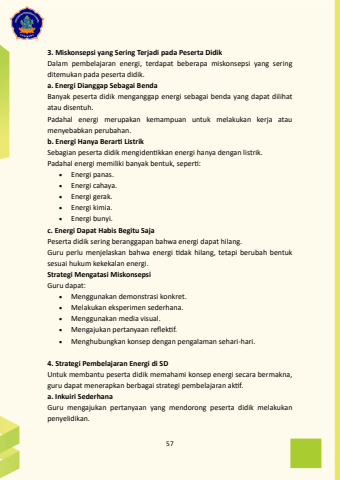 3. Miskonsepsi yang Sering Terjadi pada Peserta Didik
Dalam pembelajaran energi, terdapat beberapa miskonsepsi yang sering
ditemukan pada peserta didik.
a. Energi Dianggap Sebagai Benda
Banyak peserta didik menganggap energi sebagai benda yang dapat dilihat
atau disentuh.
Padahal energi merupakan kemampuan untuk melakukan kerja atau
menyebabkan perubahan.
b. Energi Hanya Berarti Listrik
Sebagian peserta didik mengidentikkan energi hanya dengan listrik.
Padahal energi memiliki banyak bentuk, seperti:
• Energi panas.
• Energi cahaya.
• Energi gerak.
• Energi kimia.
• Energi bunyi.
c. Energi Dapat Habis Begitu Saja
Peserta didik sering beranggapan bahwa energi dapat hilang.
Guru perlu menjelaskan bahwa energi tidak hilang, tetapi berubah bentuk
sesuai hukum kekekalan energi.
Strategi Mengatasi Miskonsepsi
Guru dapat:
• Menggunakan demonstrasi konkret.
• Melakukan eksperimen sederhana.
• Menggunakan media visual.
• Mengajukan pertanyaan reflektif.
• Menghubungkan konsep dengan pengalaman sehari-hari.
4. Strategi Pembelajaran Energi di SD
Untuk membantu peserta didik memahami konsep energi secara bermakna,
guru dapat menerapkan berbagai strategi pembelajaran aktif.
a. Inkuiri Sederhana
Guru mengajukan pertanyaan yang mendorong peserta didik melakukan
penyelidikan.
57